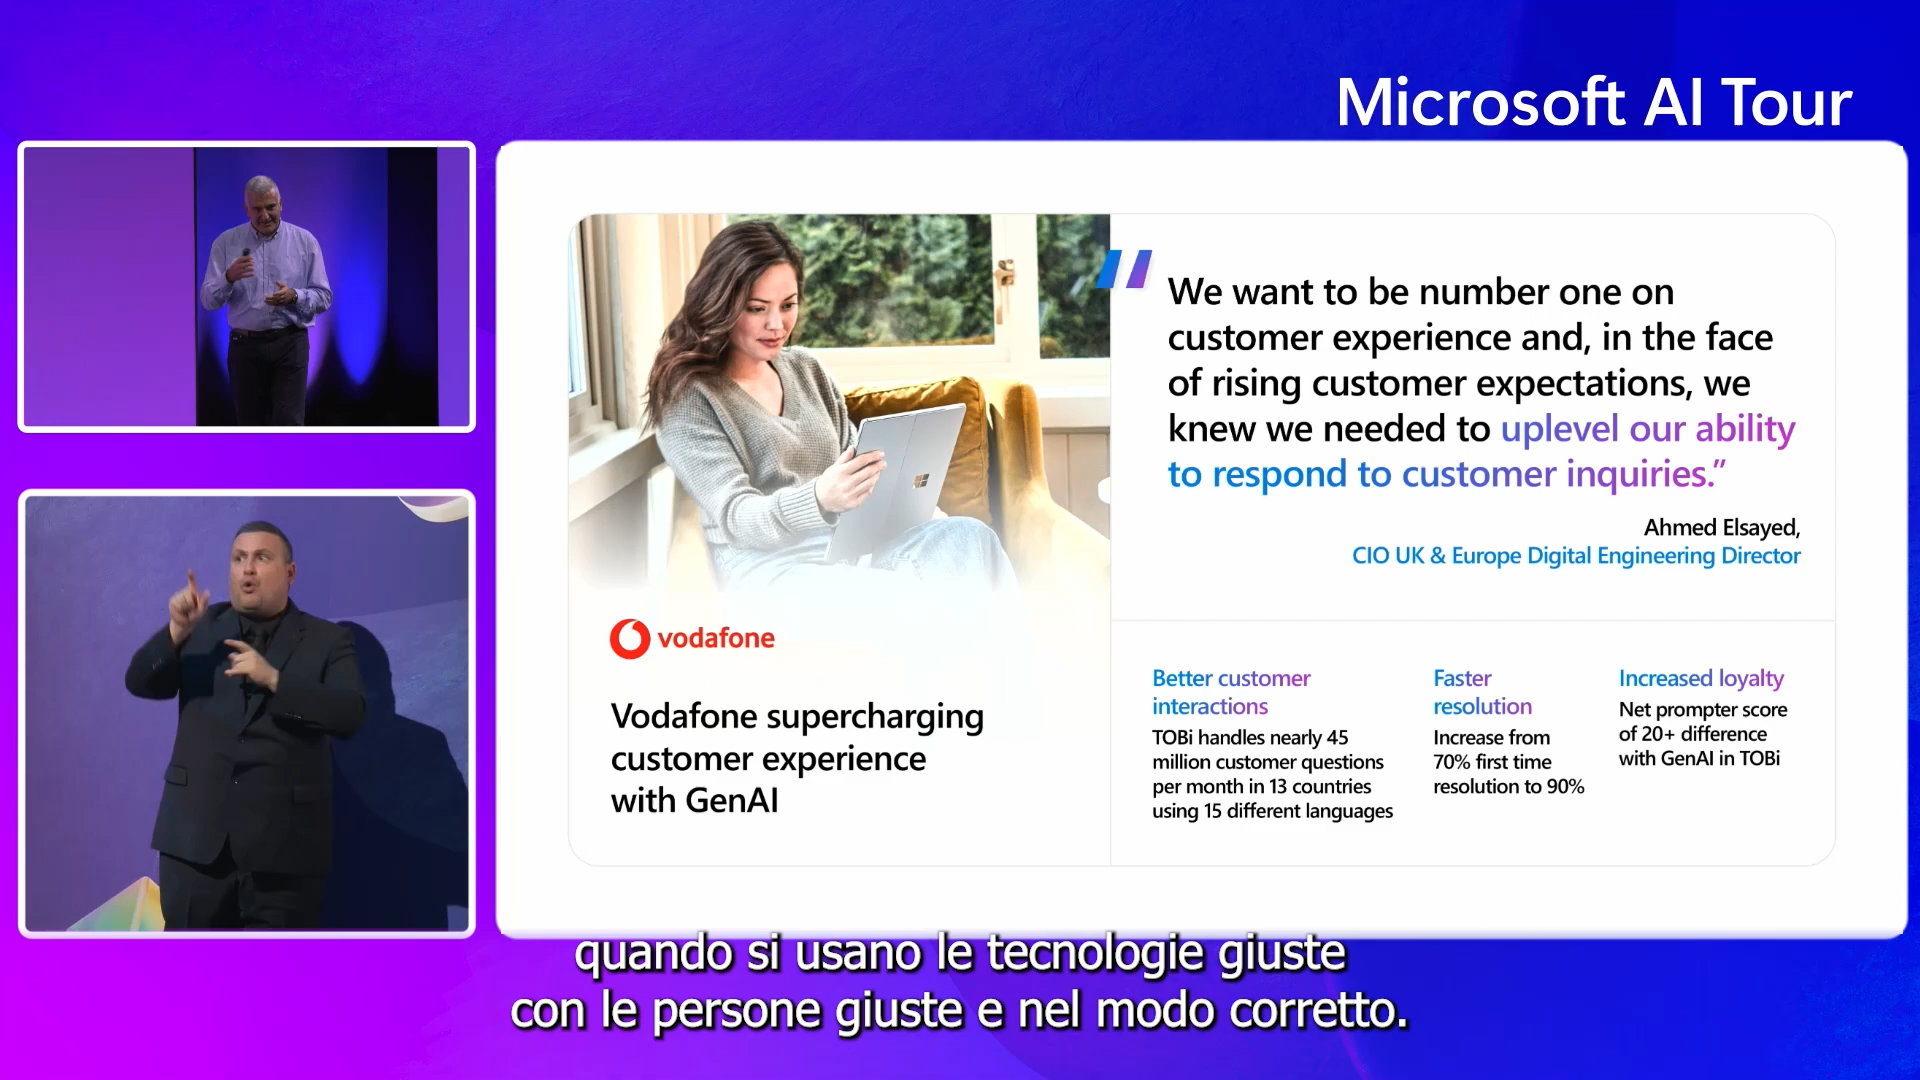 Microsoft AI Tour
"We want to be number one on
customer experience and, in the face
of rising customer expectations, we
knew we needed to uplevel our ability
to respond to customer inquiries.”
Ahmed Elsayed,
CIO UK & Europe Digital Engineering Director
vodafone
Vodafone supercharging
customer experience
with GenAI
Better customer
interactions
TOBi handles nearly 45
million customer questions
per month in 13 countries
using 15 different languages
Faster
resolution
Increase from
70% first time
resolution to 90%
Increased loyalty
Net prompter score
of 20+ difference
with GenAI in TOBi
quando si usano le tecnologie giuste
con le persone giuste e nel modo corretto.